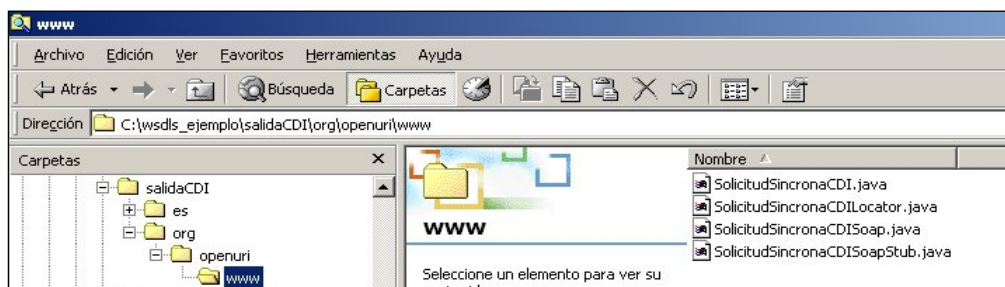 www
Archivo Edición Ver Favoritos Herramientas Ayuda
Atrás Búsqueda Carpetas
Dirección C:\wsdls_ejemplo\salidaCDI\org\openuri\www
Carpetas
salidaCDI
es
org
openuri
www
www
Seleccione un elemento para ver su
Nombre
SolicitudSincronaCDI.java
SolicitudSincronaCDILocator.java
SolicitudSincronaCDISoap.java
SolicitudSincronaCDISoapStub.java